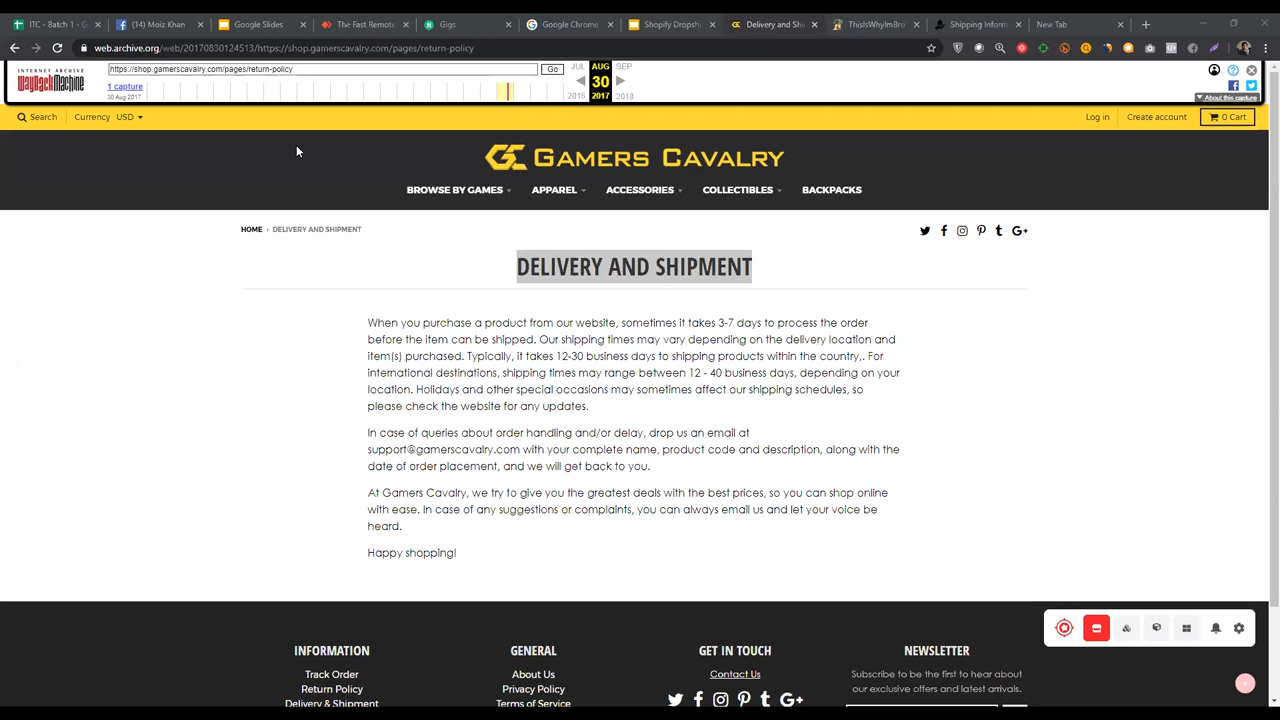 ITC - Batch 1 - G
(14) Moiz Khan
Google Slides
The Fast Remot
Gigs
Google Chrome
Shopify Dropshi
Delivery and Shi
ThisIsWhyImBro
Shipping Inform
New Tab
web.archive.org/web/20170830124513/https://shop.gamerscavalry.com/pages/return-policy
INTERNET ARCHIVE
WayBackMachine
https://shop.gamerscavalry.com/pages/return-policy
Go
JUL AUG SEP
1 capture
30 Aug 2017
30
2016 2017 2018
About this capture
Search Currency USD
Log in Create account 0 Cart
GC GAMERS CAVALRY
BROWSE BY GAMES APPAREL ACCESSORIES COLLECTIBLES BACKPACKS
HOME › DELIVERY AND SHIPMENT
DELIVERY AND SHIPMENT
When you purchase a product from our website, sometimes it takes 3-7 days to process the order
before the item can be shipped. Our shipping times may vary depending on the delivery location and
item(s) purchased. Typically, it takes 12-30 business days to shipping products within the country,. For
international destinations, shipping times may range between 12 - 40 business days, depending on your
location. Holidays and other special occasions may sometimes affect our shipping schedules, so
please check the website for any updates.
In case of queries about order handling and/or delay, drop us an email at
support@gamerscavalry.com with your complete name, product code and description, along with the
date of order placement, and we will get back to you.
At Gamers Cavalry, we try to give you the greatest deals with the best prices, so you can shop online
with ease. In case of any suggestions or complaints, you can always email us and let your voice be
heard.
Happy shopping!
INFORMATION
Track Order
Return Policy
Delivery & Shipment
GENERAL
About Us
Privacy Policy
Terms of Service
GET IN TOUCH
Contact Us
NEWSLETTER
Subscribe to be the first to hear about
our exclusive offers and latest arrivals.